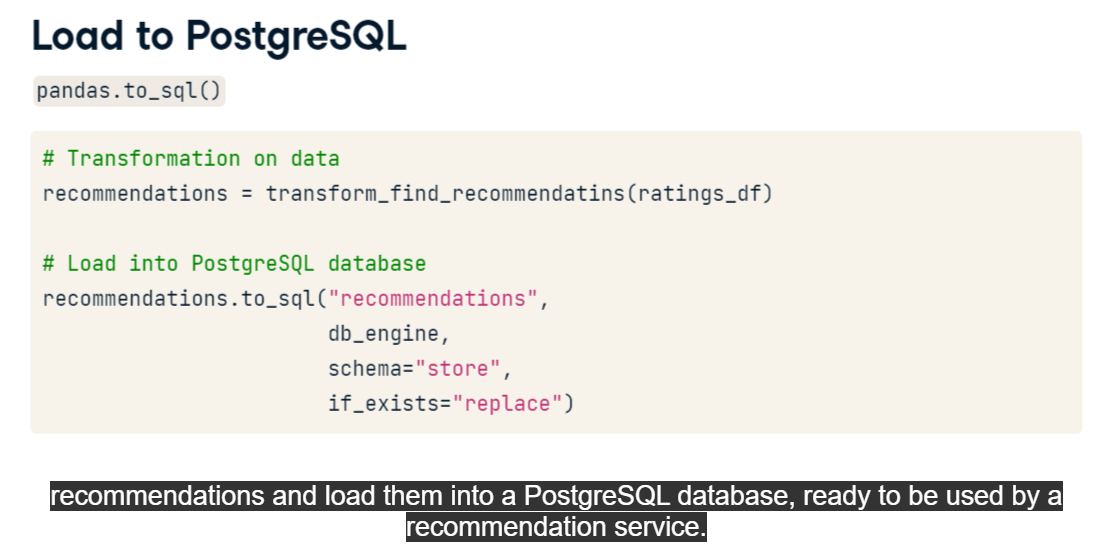 Load to PostgreSQL
pandas.to_sql()
# Transformation on data
recommendations = transform_find_recommendatins(ratings_df)
# Load into PostgreSQL database
recommendations.to_sql("recommendations",
db_engine,
schema="store",
if_exists="replace")
recommendations and load them into a PostgreSQL database, ready to be used by a
recommendation service.